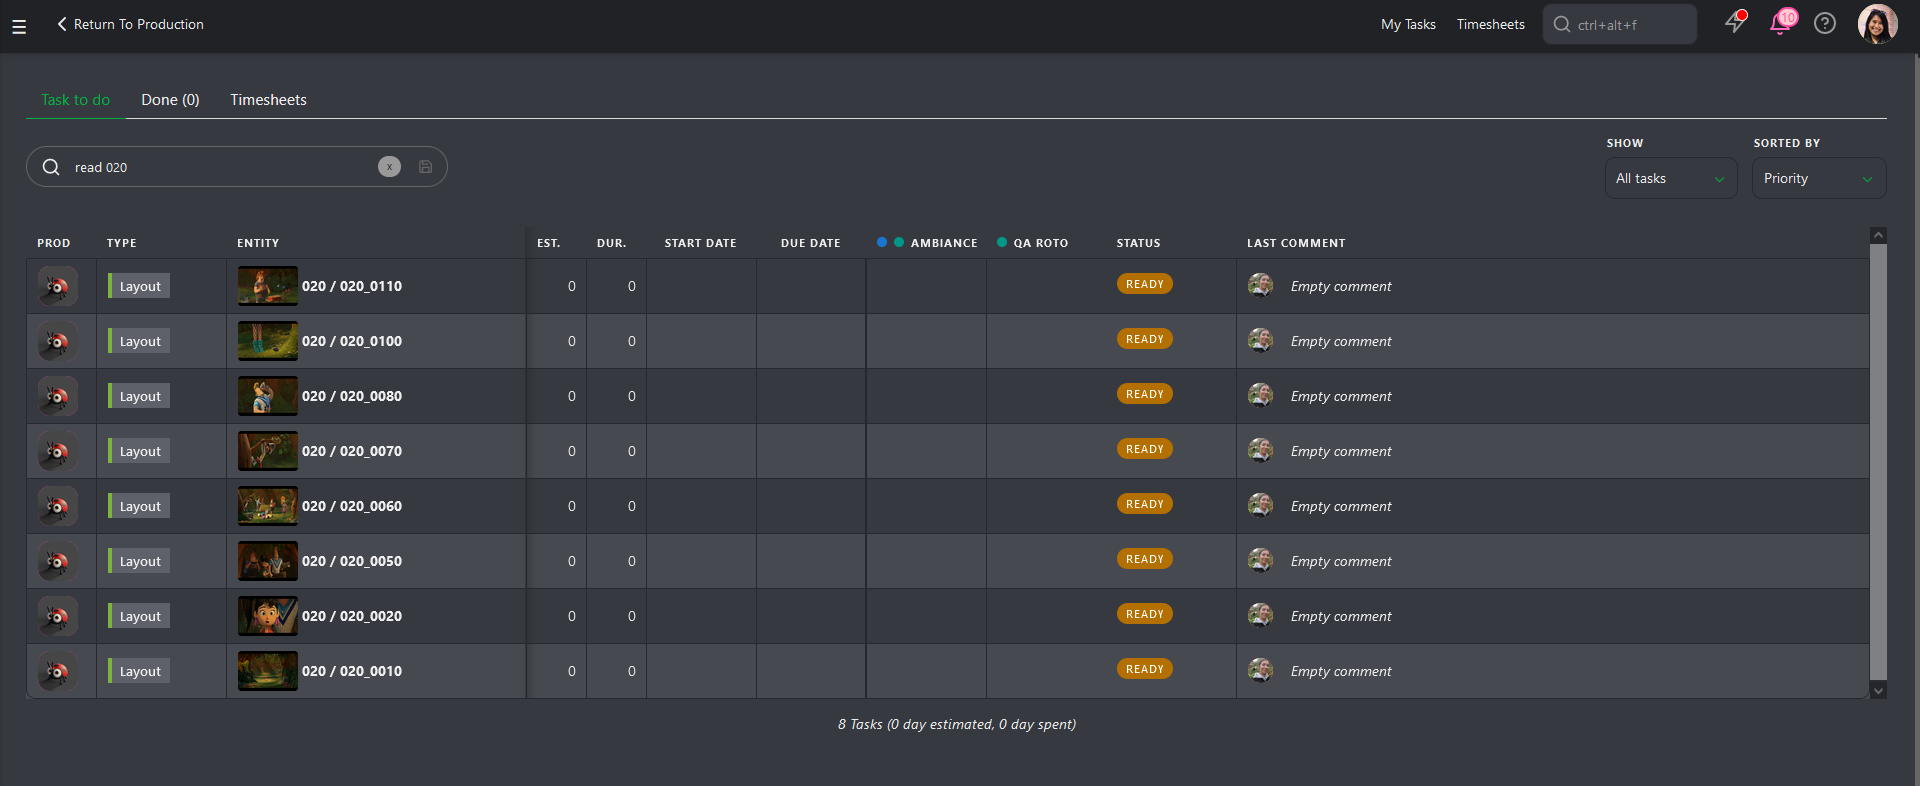 Return To Production
My Tasks
Timesheets
ctrl+alt+f
10
Task to do
Done (0)
Timesheets
read 020
x
SHOW
SORTED BY
All tasks
Priority
PROD TYPE ENTITY EST. DUR. START DATE DUE DATE AMBIANCE QA ROTO STATUS LAST COMMENT
Layout 020 / 020_0110 0 0 READY Empty comment
Layout 020 / 020_0100 0 0 READY Empty comment
Layout 020 / 020_0080 0 0 READY Empty comment
Layout 020 / 020_0070 0 0 READY Empty comment
Layout 020 / 020_0060 0 0 READY Empty comment
Layout 020 / 020_0050 0 0 READY Empty comment
Layout 020 / 020_0020 0 0 READY Empty comment
Layout 020 / 020_0010 0 0 READY Empty comment
8 Tasks (0 day estimated, 0 day spent)